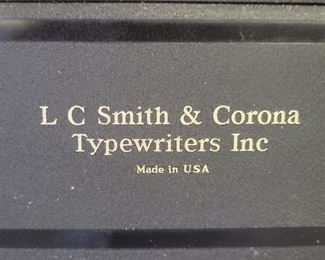 L C Smith & Corona
Typewriters Inc
Made in USA